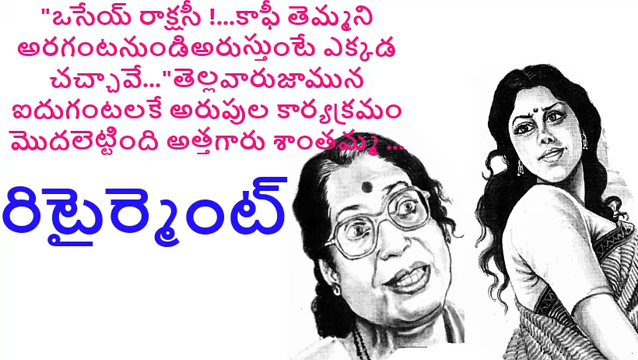 "ఒసేయ్ రాక్షసీ !...కాఫీ తెమ్మని
అరగంటనుండిఅరుస్తుంటే ఎక్కడ
చచ్చావే..."తెల్లవారుజామున
ఐదుగంటలకే అరుపుల కార్యక్రమం
మొదలెట్టింది అత్తగారు శాంతమ్మ ...
రిటైర్మెంట్